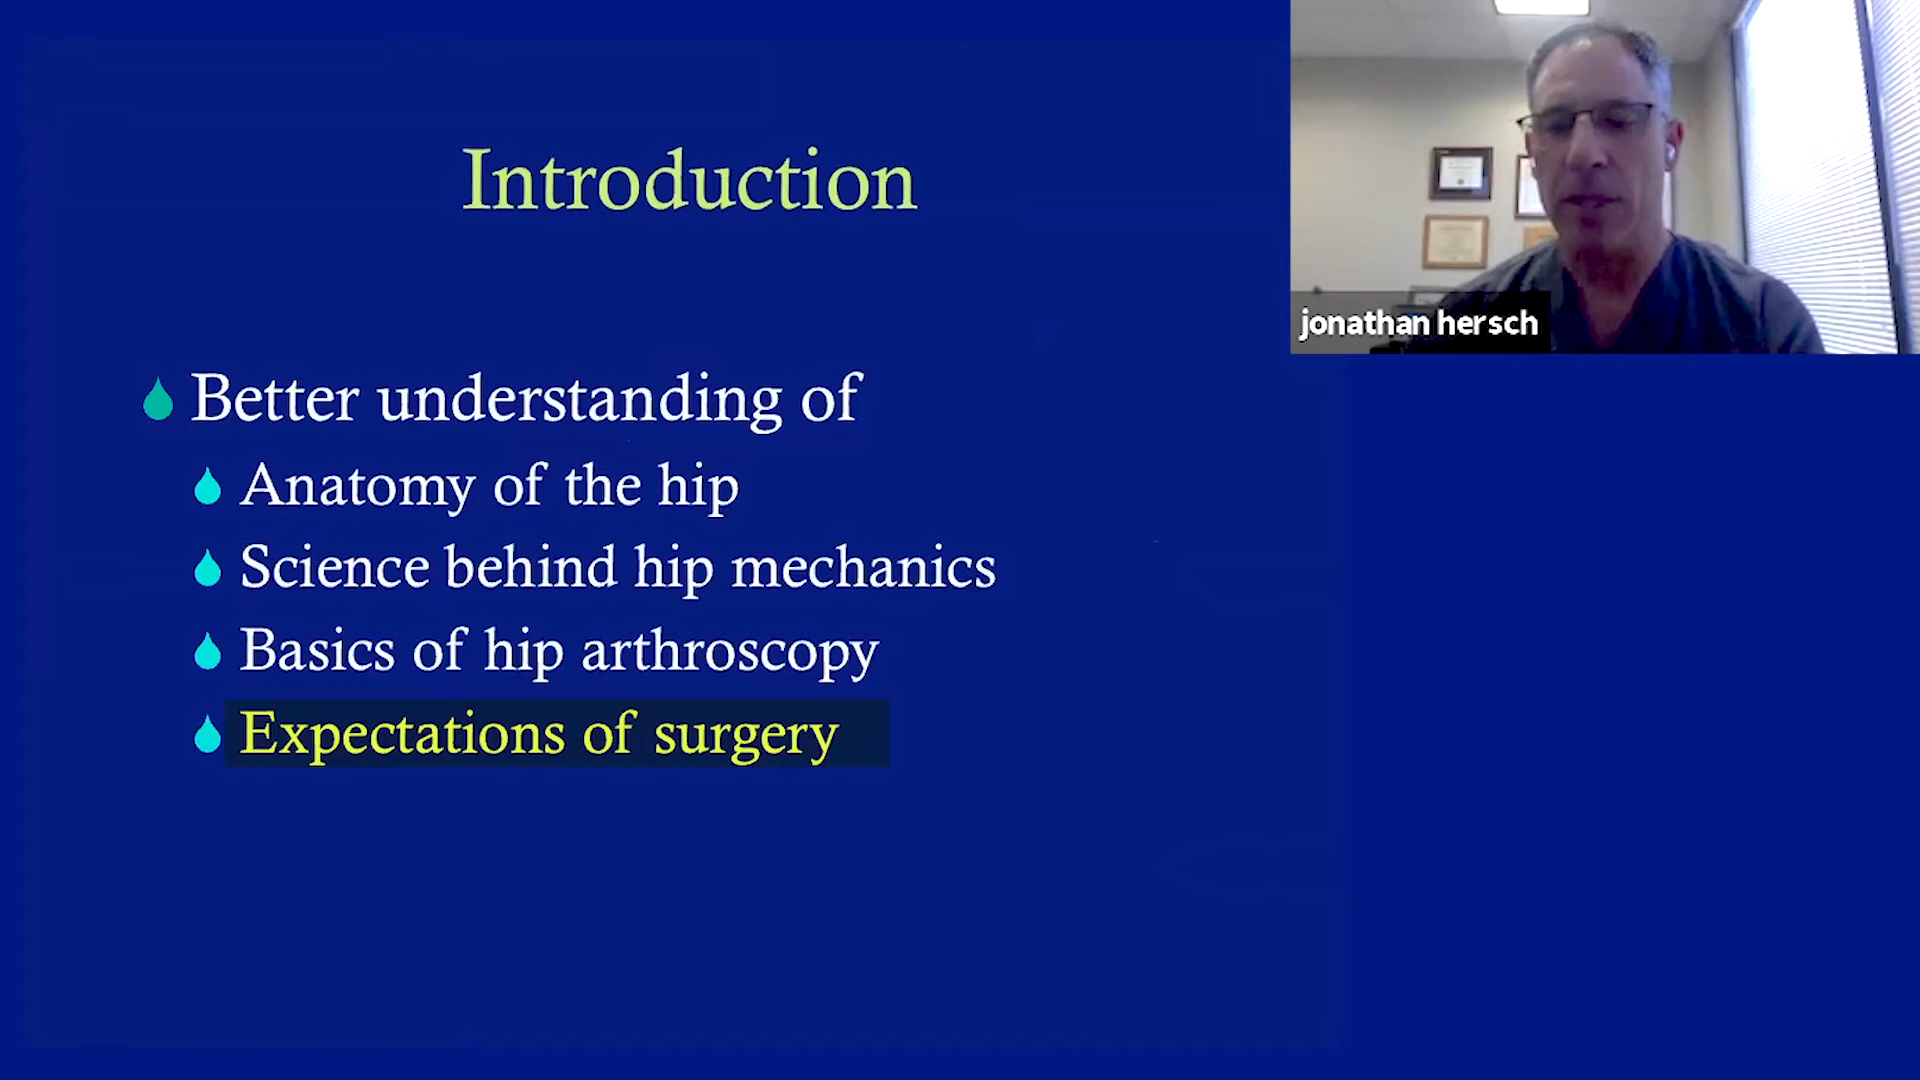 Introduction
jonathan hersch
Better understanding of
Anatomy of the hip
Science behind hip mechanics
Basics of hip arthroscopy
Expectations of surgery